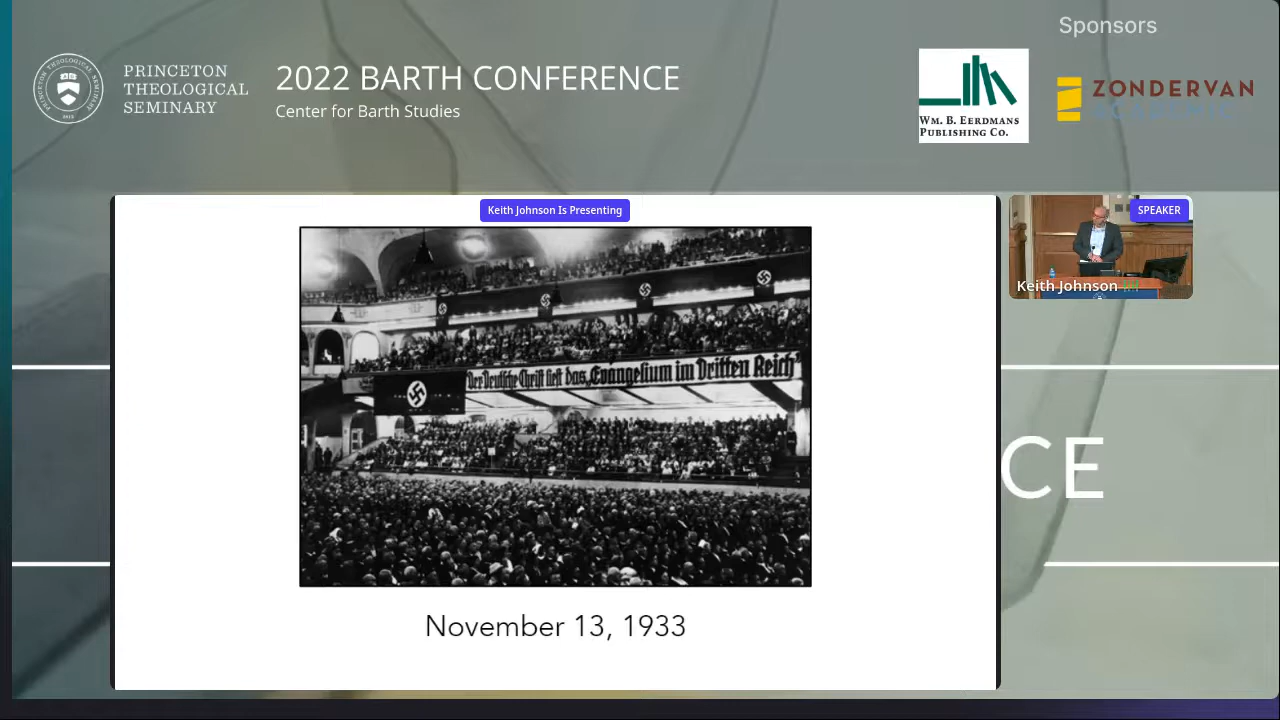 Sponsors
PRINCETON
THEOLOGICAL
SEMINARY
2022 BARTH CONFERENCE
Center for Barth Studies
WM. B. EERDMANS
PUBLISHING CO.
ZONDERVAN
ACADEMIC
Keith Johnson Is Presenting
SPEAKER
Keith Johnson
Der Deutsche Christ liest das „Evangelium im Dritten Reich“
November 13, 1933
CE